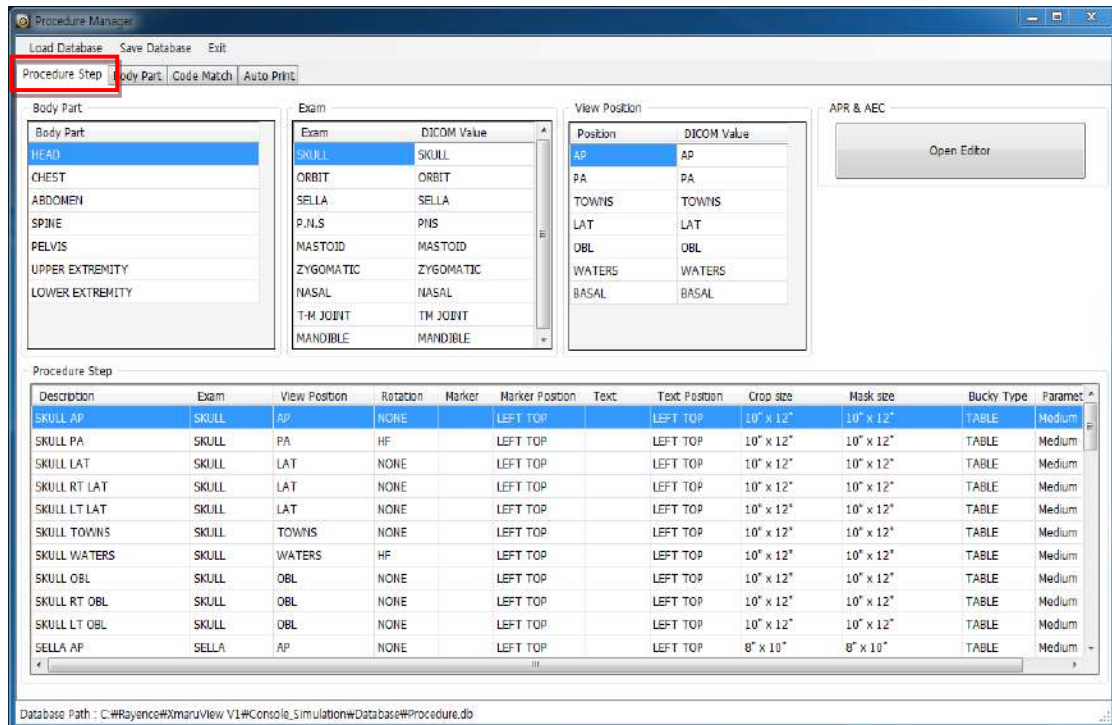 Procedure Manager
Load Database Save Database Exit
Procedure Step Body Part Code Match Auto Print
Body Part
Body Part
HEAD
CHEST
ABDOMEN
SPINE
PELVIS
UPPER EXTREMITY
LOWER EXTREMITY
Exam
Exam DICOM Value
SKULL SKULL
ORBIT ORBIT
SELLA SELLA
P.N.S PNS
MASTOID MASTOID
ZYGOMATIC ZYGOMATIC
NASAL NASAL
T-M JOINT TM JOINT
MANDIBLE MANDIBLE
View Position
Position DICOM Value
AP AP
PA PA
TOWNS TOWNS
LAT LAT
OBL OBL
WATERS WATERS
BASAL BASAL
APR & AEC
Open Editor
Procedure Step
Description Exam View Position Rotation Marker Marker Position Text Text Position Crop size Mask size Bucky Type Paramet
SKULL AP SKULL AP NONE LEFT TOP LEFT TOP 10" x 12" 10" x 12" TABLE Medium
SKULL PA SKULL PA HF LEFT TOP LEFT TOP 10" x 12" 10" x 12" TABLE Medium
SKULL LAT SKULL LAT NONE LEFT TOP LEFT TOP 10" x 12" 10" x 12" TABLE Medium
SKULL RT LAT SKULL LAT NONE LEFT TOP LEFT TOP 10" x 12" 10" x 12" TABLE Medium
SKULL LT LAT SKULL LAT NONE LEFT TOP LEFT TOP 10" x 12" 10" x 12" TABLE Medium
SKULL TOWNS SKULL TOWNS NONE LEFT TOP LEFT TOP 10" x 12" 10" x 12" TABLE Medium
SKULL WATERS SKULL WATERS HF LEFT TOP LEFT TOP 10" x 12" 10" x 12" TABLE Medium
SKULL OBL SKULL OBL NONE LEFT TOP LEFT TOP 10" x 12" 10" x 12" TABLE Medium
SKULL RT OBL SKULL OBL NONE LEFT TOP LEFT TOP 10" x 12" 10" x 12" TABLE Medium
SKULL LT OBL SKULL OBL NONE LEFT TOP LEFT TOP 10" x 12" 10" x 12" TABLE Medium
SELLA AP SELLA AP NONE LEFT TOP LEFT TOP 8" x 10" 8" x 10" TABLE Medium
Database Path : C:₩Rayence₩XmaruView V1₩Console_Simulation₩Database₩Procedure.db